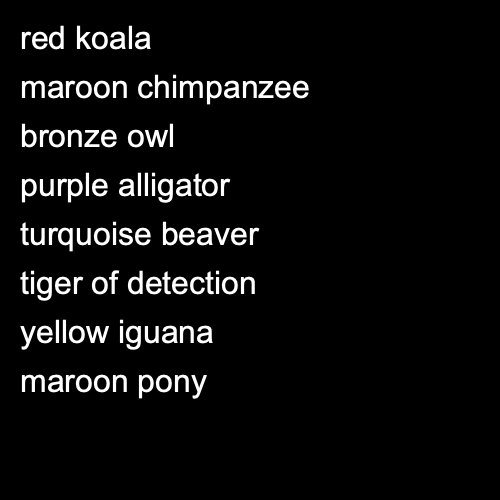 red koala
maroon chimpanzee
bronze owl
purple alligator
turquoise beaver
tiger of detection
yellow iguana
maroon pony